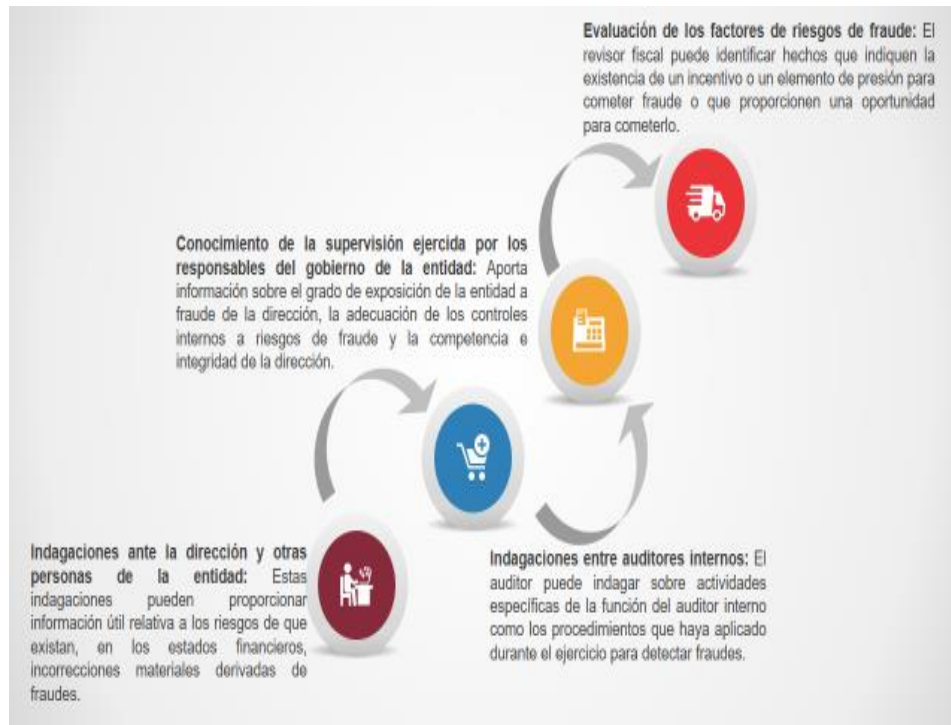 Evaluación de los factores de riesgos de fraude: El
revisor fiscal puede identificar hechos que indiquen la
existencia de un incentivo o un elemento de presión para
cometer fraude o que proporcionen una oportunidad
para cometerlo.
Conocimiento de la supervisión ejercida por los
responsables del gobierno de la entidad: Aporta
información sobre el grado de exposición de la entidad a
fraude de la dirección, la adecuación de los controles
internos a riesgos de fraude y la competencia e
integridad de la dirección.
Indagaciones ante la dirección y otras
personas de la entidad: Estas
indagaciones pueden proporcionar
información útil relativa a los riesgos de que
existan, en los estados financieros,
incorrecciones materiales derivadas de
fraudes.
Indagaciones entre auditores internos: El
auditor puede indagar sobre actividades
específicas de la función del auditor interno
como los procedimientos que haya aplicado
durante el ejercicio para detectar fraudes.